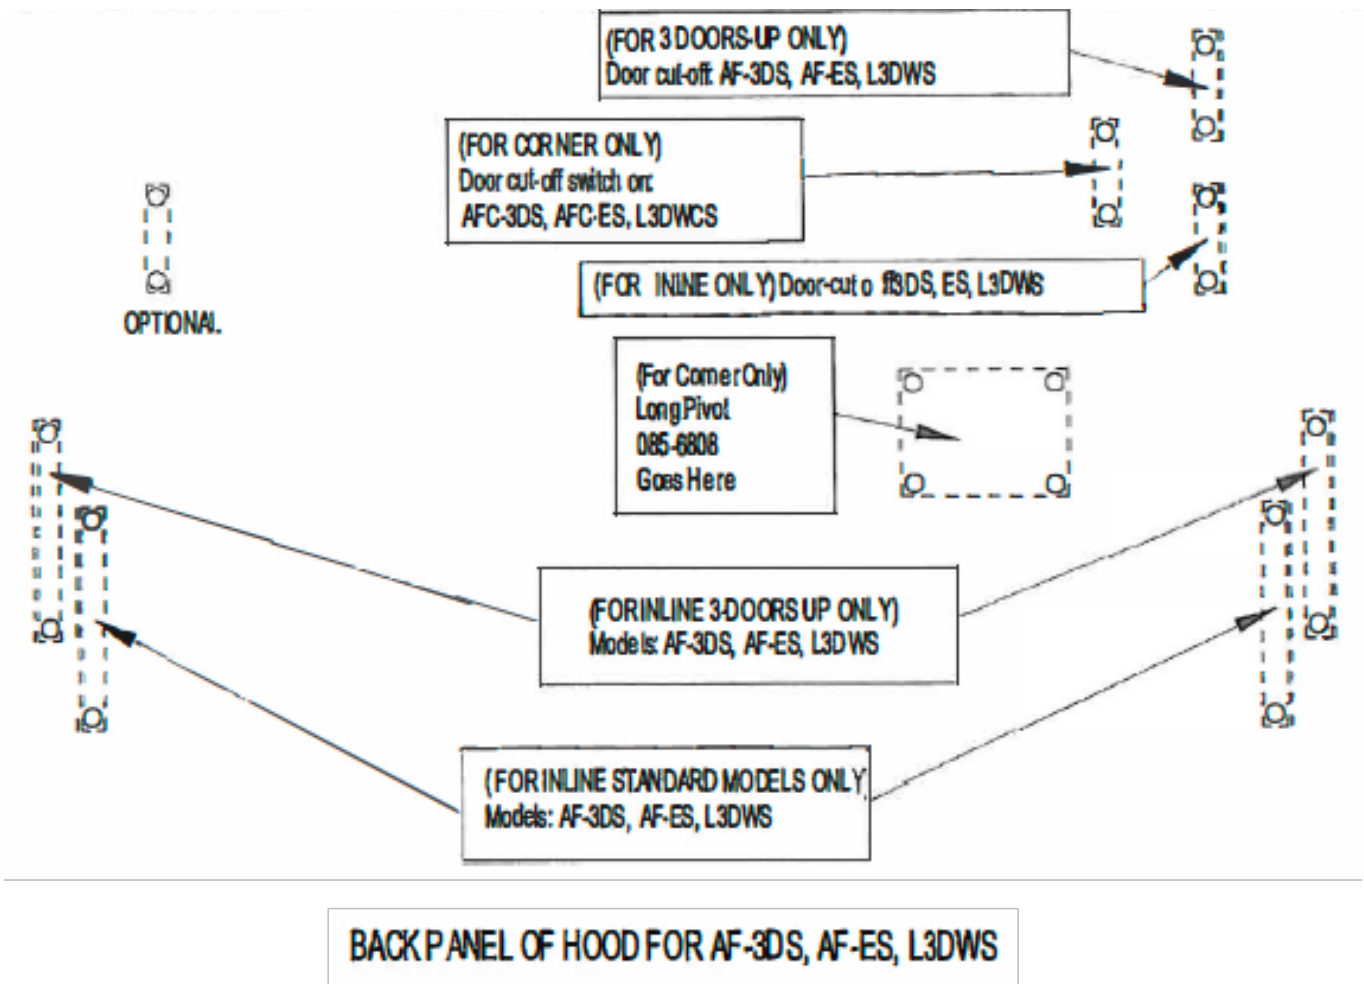 (FOR 3 DOORS-UP ONLY)
Door cut-off: AF-3DS, AF-ES, L3DWS
(FOR CORNER ONLY)
Door cut-off switch on:
AFC-3DS, AFC-ES, L3DWCS
(FOR INLINE ONLY) Door-cut o ff3DS, ES, L3DWS
OPTIONAL
(For Corner Only)
Long Pivot
085-6808
Goes Here
(FOR INLINE 3-DOORS UP ONLY)
Models: AF-3DS, AF-ES, L3DWS
(FOR INLINE STANDARD MODELS ONLY)
Models: AF-3DS, AF-ES, L3DWS
BACK PANEL OF HOOD FOR AF-3DS, AF-ES, L3DWS